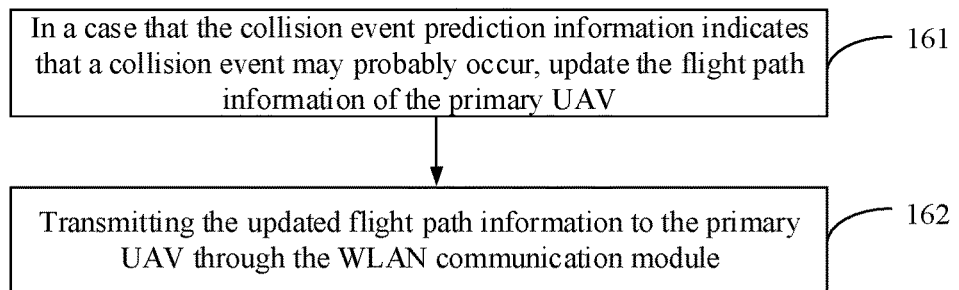 In a case that the collision event prediction information indicates
that a collision event may probably occur, update the flight path
information of the primary UAV
161
Transmitting the updated flight path information to the primary
UAV through the WLAN communication module
162